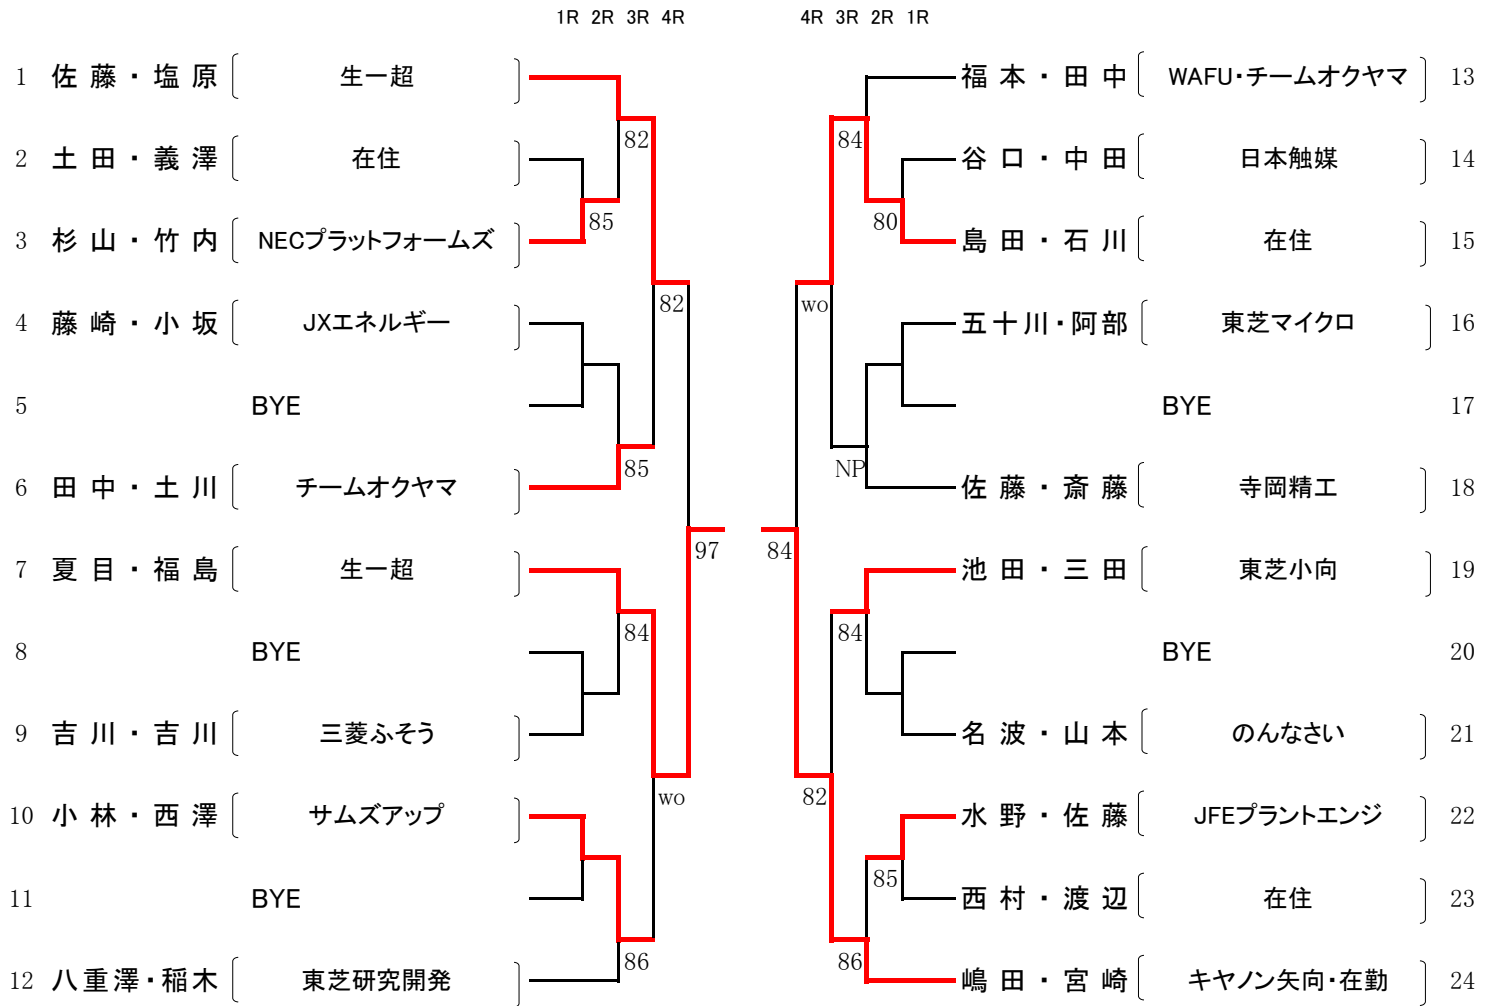 1R 2R 3R 4R 4R 3R 2R 1R
1 佐藤・塩原 生一超 福本・田中 WAFU・チームオクヤマ 13
82 84
2 土田・義澤 在住 谷口・中田 日本触媒 14
85 80
3 杉山・竹内 NECプラットフォームズ 島田・石川 在住 15
82 wo
4 藤崎・小坂 JXエネルギー 五十川・阿部 東芝マイクロ 16
5 BYE BYE 17
85 NP
6 田中・土川 チームオクヤマ 佐藤・斎藤 寺岡精工 18
97 84
7 夏目・福島 生一超 池田・三田 東芝小向 19
84 84
8 BYE BYE 20
9 吉川・吉川 三菱ふそう 名波・山本 のんなさい 21
wo 82
10 小林・西澤 サムズアップ 水野・佐藤 JFEプラントエンジ 22
85
11 BYE 西村・渡辺 在住 23
86 86
12 八重澤・稲木 東芝研究開発 嶋田・宮崎 キヤノン矢向・在勤 24